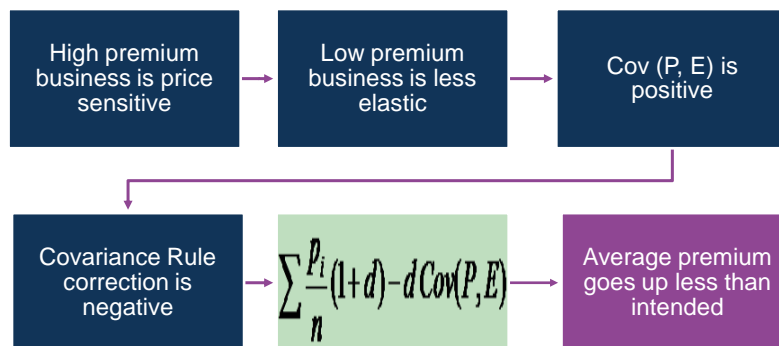 High premium
business is price
sensitive
Low premium
business is less
elastic
Cov (P, E) is
positive
Covariance Rule
correction is
negative
∑ p_i/n (1+d) − d Cov(P,E)
Average premium
goes up less than
intended